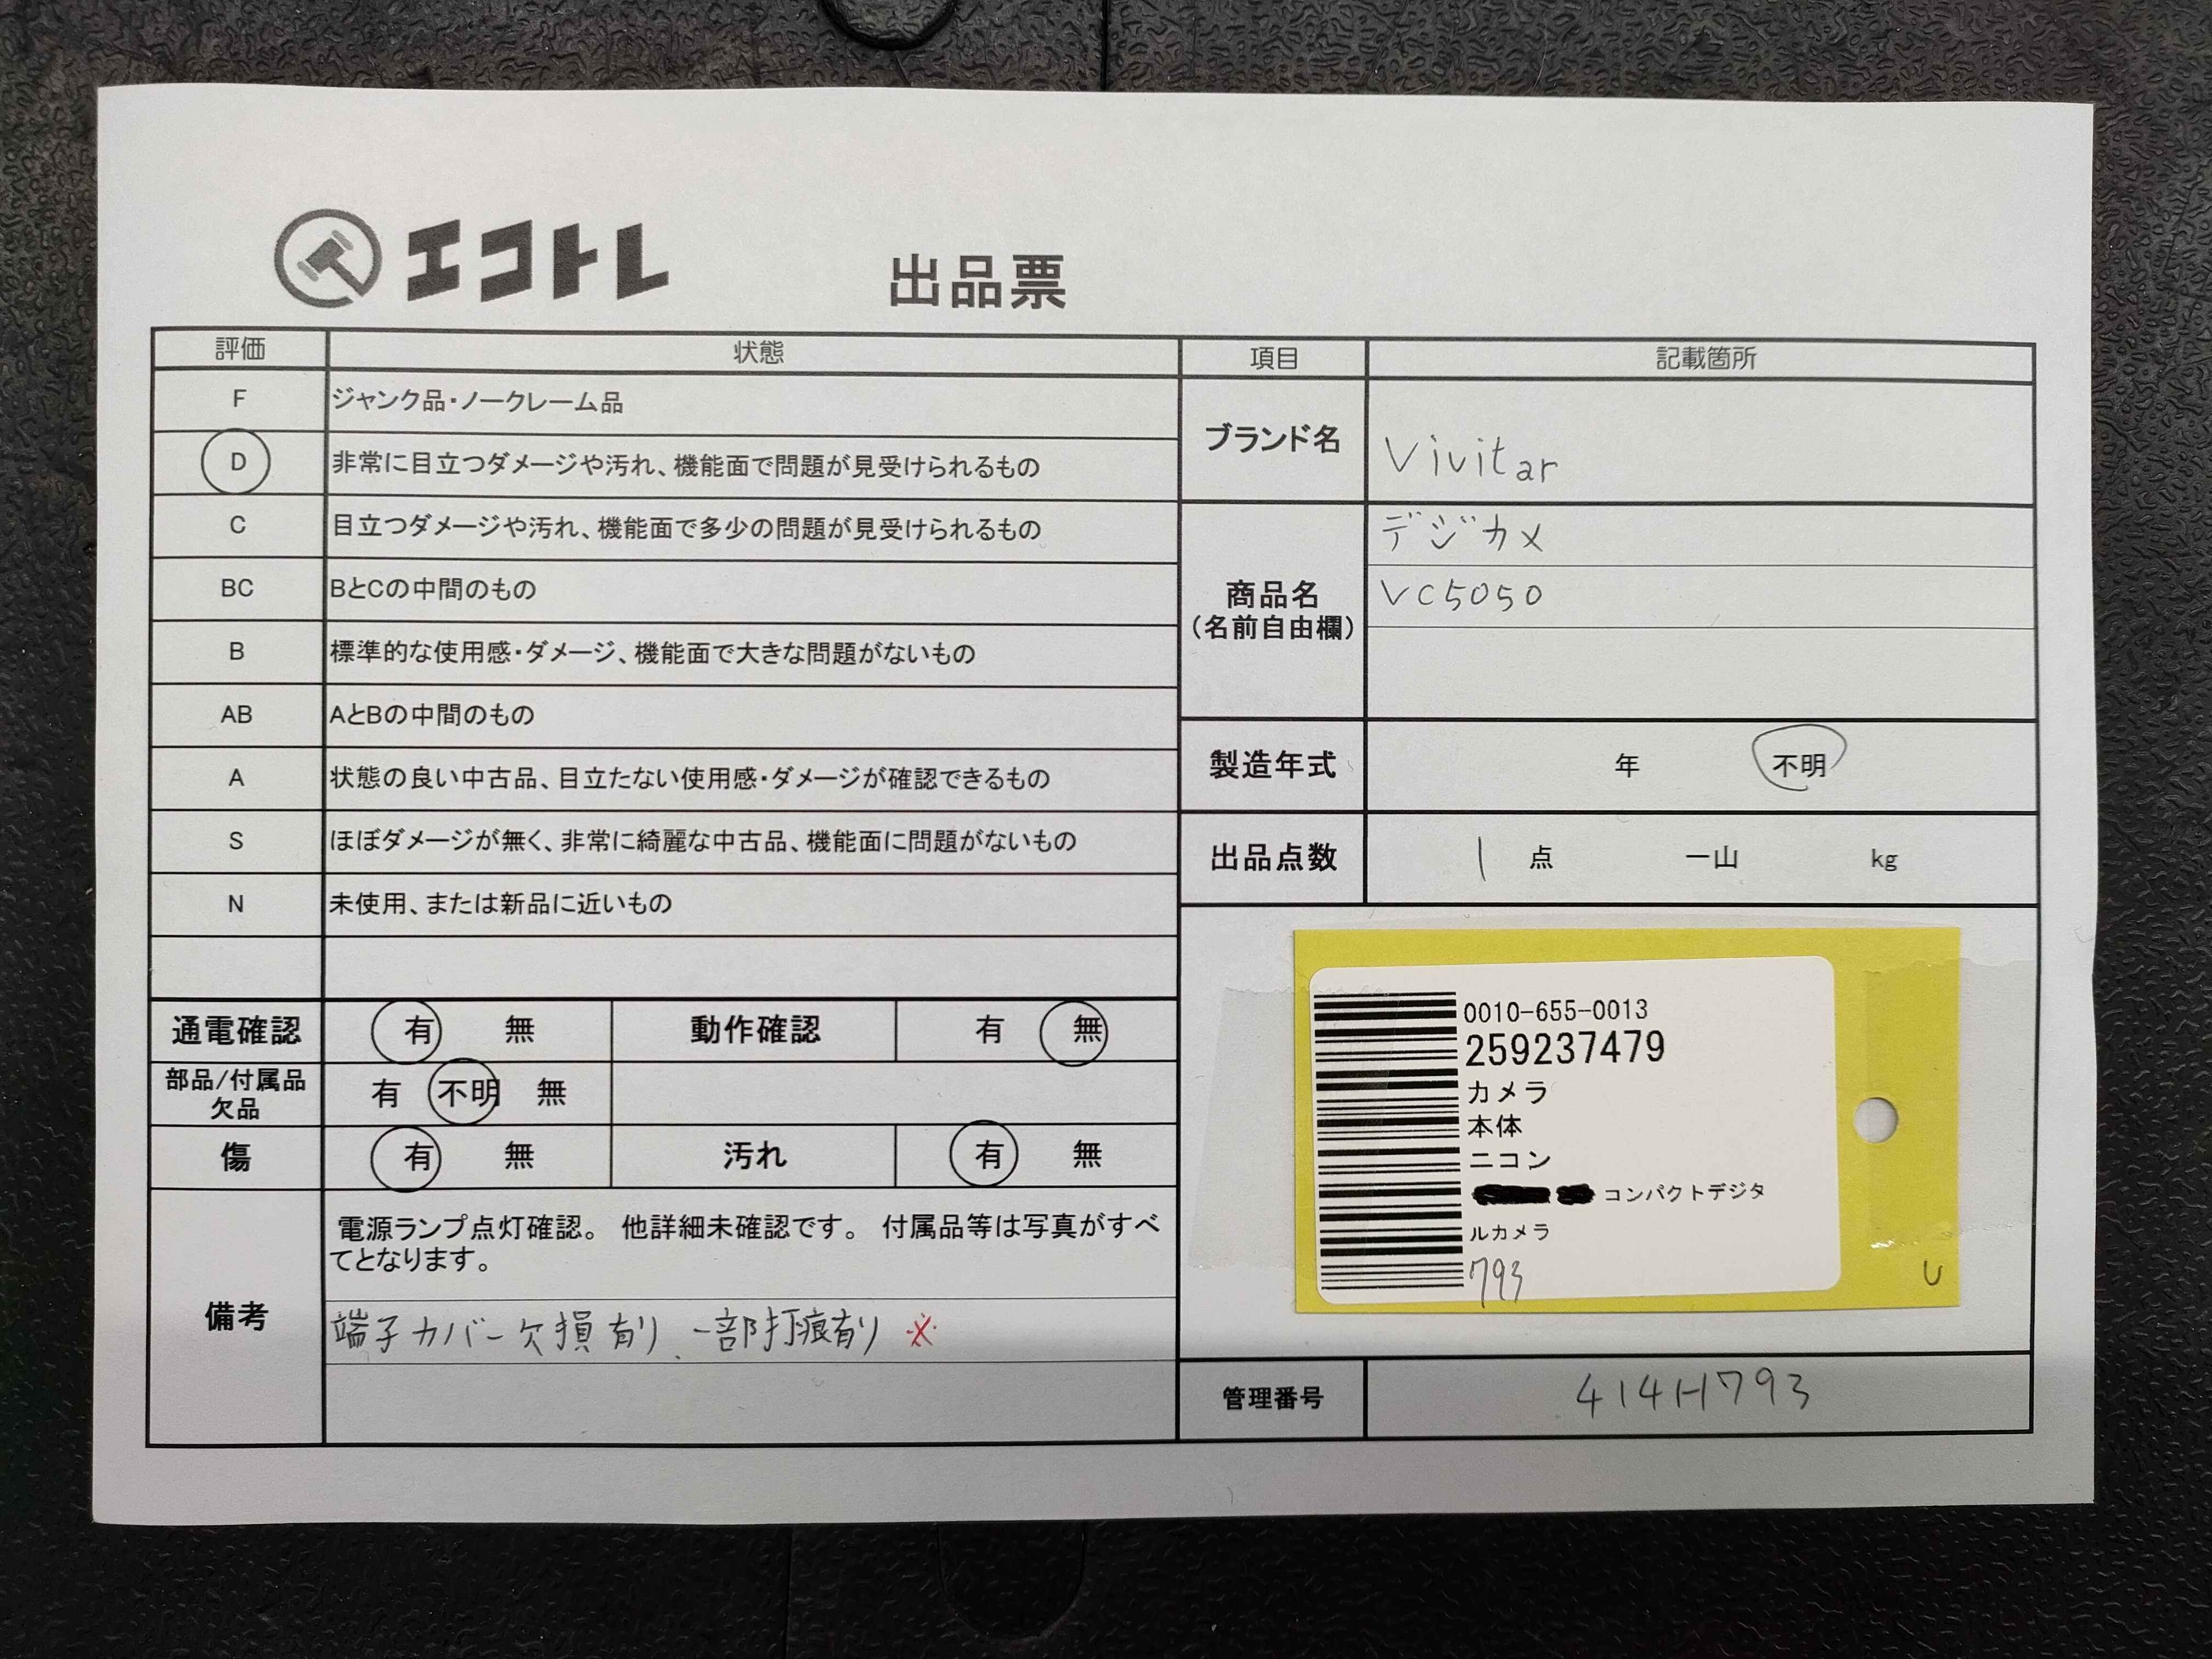 エコトレ
出品票
評価 状態
F ジャンク品・ノークレーム品
D 非常に目立つダメージや汚れ、機能面で問題が見受けられるもの
C 目立つダメージや汚れ、機能面で多少の問題が見受けられるもの
BC BとCの中間のもの
B 標準的な使用感・ダメージ、機能面で大きな問題がないもの
AB AとBの中間のもの
A 状態の良い中古品、目立たない使用感・ダメージが確認できるもの
S ほぼダメージが無く、非常に綺麗な中古品、機能面に問題がないもの
N 未使用、または新品に近いもの
通電確認 有 無 動作確認 有 無
部品/付属品
欠品 有 不明 無
傷 有 無 汚れ 有 無
備考
電源ランプ点灯確認。 他詳細未確認です。 付属品等は写真がすべ
てとなります。
端子カバー欠損有り、一部打痕有り ※
項目 記載箇所
ブランド名 Vivitar
商品名
(名前自由欄)
デジカメ
VC5050
製造年式 年 不明
出品点数 1 点 一山 kg
0010-655-0013
259237479
カメラ
本体
ニコン
コンパクトデジタ
ルカメラ
793
U
管理番号 414H793